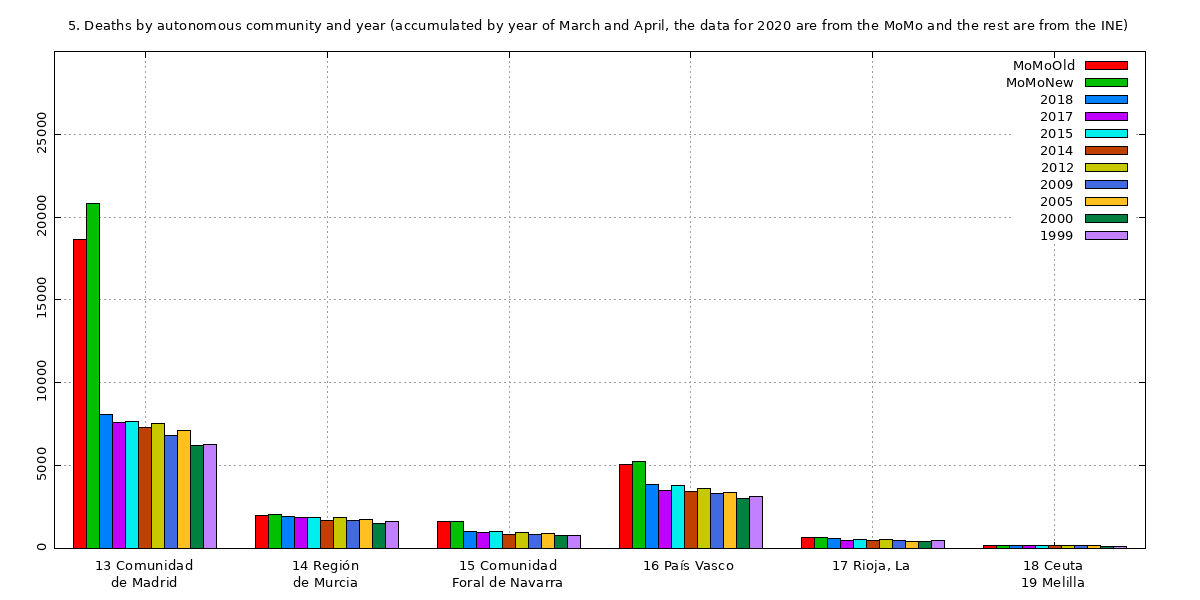 5. Deaths by autonomous community and year (accumulated by year of March and April, the data for 2020 are from the MoMo and the rest are from the INE)
MoMoOld
MoMoNew
2018
2017
2015
2014
2012
2009
2005
2000
1999
25000
20000
15000
10000
5000
0
13 Comunidad
de Madrid
14 Región
de Murcia
15 Comunidad
Foral de Navarra
16 País Vasco
17 Rioja, La
18 Ceuta
19 Melilla